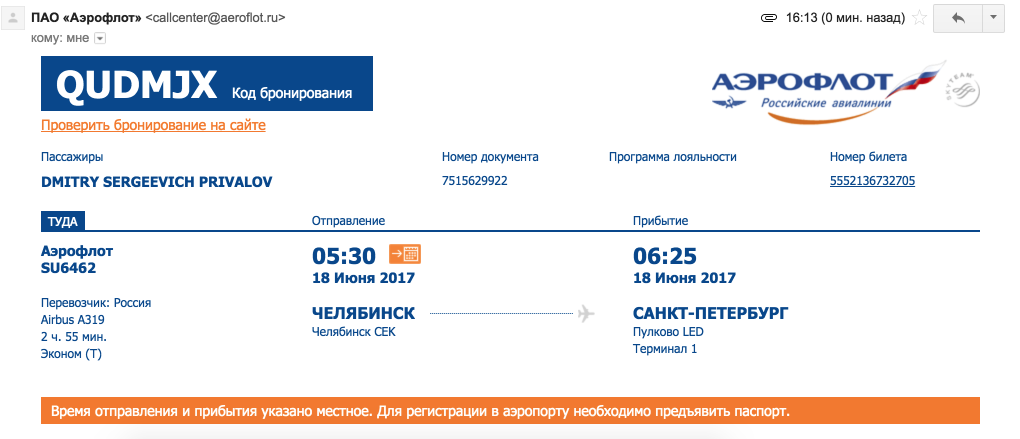 ПАО «Аэрофлот» <callcenter@aeroflot.ru>
16:13 (0 мин. назад)
кому: мне
QUDMJX Код бронирования
АЭРОФЛОТ
Российские авиалинии
SKYTEAM
Проверить бронирование на сайте
Пассажиры Номер документа Программа лояльности Номер билета
DMITRY SERGEEVICH PRIVALOV 7515629922 5552136732705
ТУДА Отправление Прибытие
Аэрофлот
SU6462
05:30
18 Июня 2017
06:25
18 Июня 2017
Перевозчик: Россия
Airbus A319
2 ч. 55 мин.
Эконом (T)
ЧЕЛЯБИНСК
Челябинск CEK
САНКТ-ПЕТЕРБУРГ
Пулково LED
Терминал 1
Время отправления и прибытия указано местное. Для регистрации в аэропорту необходимо предъявить паспорт.